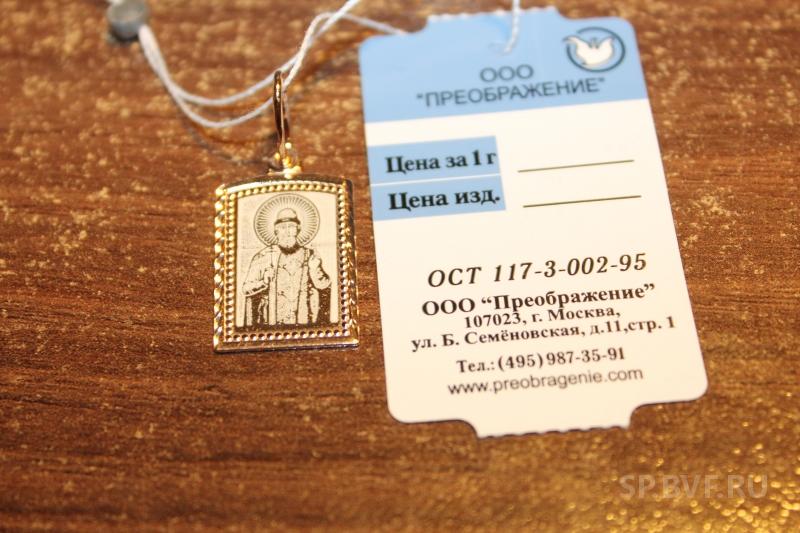 ООО
"ПРЕОБРАЖЕНИЕ"
Цена за 1 г
Цена изд.
ОСТ 117-3-002-95
ООО “Преображение”
107023, г. Москва,
ул. Б. Семёновская, д.11,стр. 1
Тел.: (495) 987-35-91
www.preobragenie.com
SP.BVF.RU